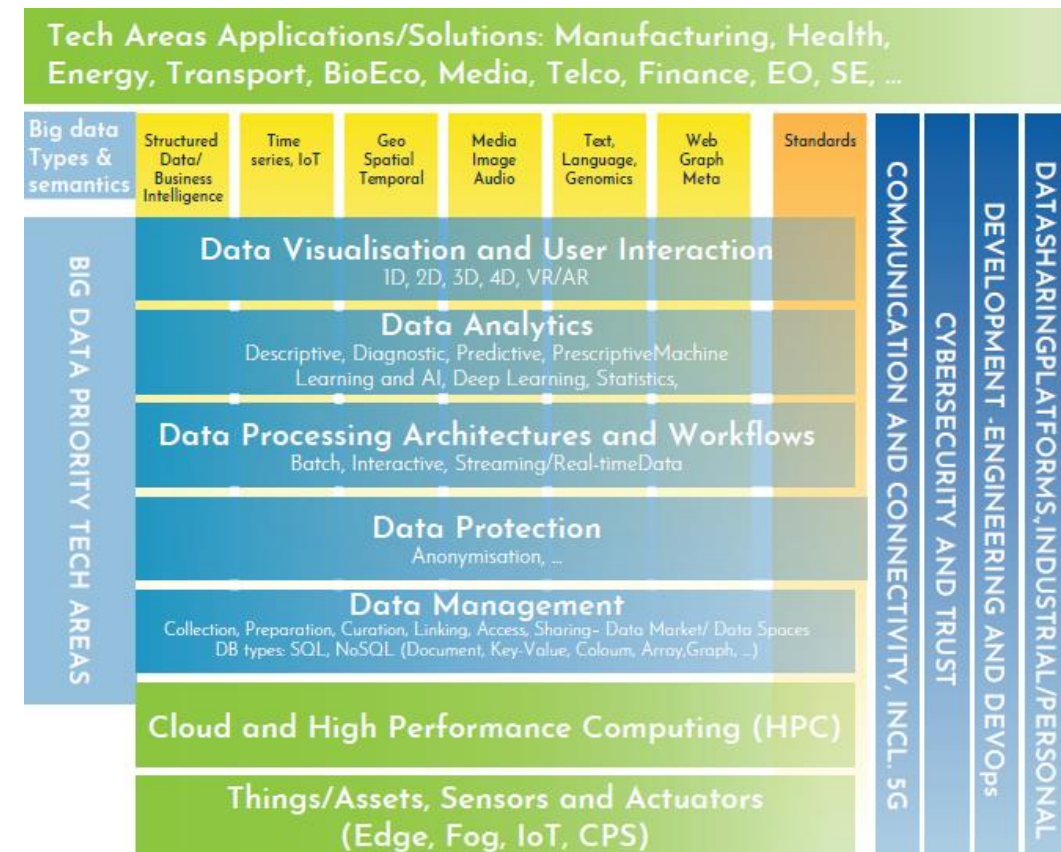 Tech Areas Applications/Solutions: Manufacturing, Health,
Energy, Transport, BioEco, Media, Telco, Finance, EO, SE, ...
Big data
Types &
semantics
Structured
Data/
Business
Intelligence
Time
series, IoT
Geo
Spatial
Temporal
Media
Image
Audio
Text,
Language,
Genomics
Web
Graph
Meta
Standards
BIG DATA PRIORITY TECH AREAS
Data Visualisation and User Interaction
1D, 2D, 3D, 4D, VR/AR
Data Analytics
Descriptive, Diagnostic, Predictive, PrescriptiveMachine
Learning and AI, Deep Learning, Statistics,
Data Processing Architectures and Workflows
Batch, Interactive, Streaming/Real-timeData
Data Protection
Anonymisation, ...
Data Management
Collection, Preparation, Curation, Linking, Access, Sharing– Data Market/ Data Spaces
DB types: SQL, NoSQL (Document, Key-Value, Coloum, Array,Graph, ...)
Cloud and High Performance Computing (HPC)
Things/Assets, Sensors and Actuators
(Edge, Fog, IoT, CPS)
COMMUNICATION AND CONNECTIVITY, INCL. 5G
CYBERSECURITY AND TRUST
DEVELOPMENT -ENGINEERING AND DEVOps
DATASHARINGPLATFORMS,INDUSTRIAL/PERSONAL